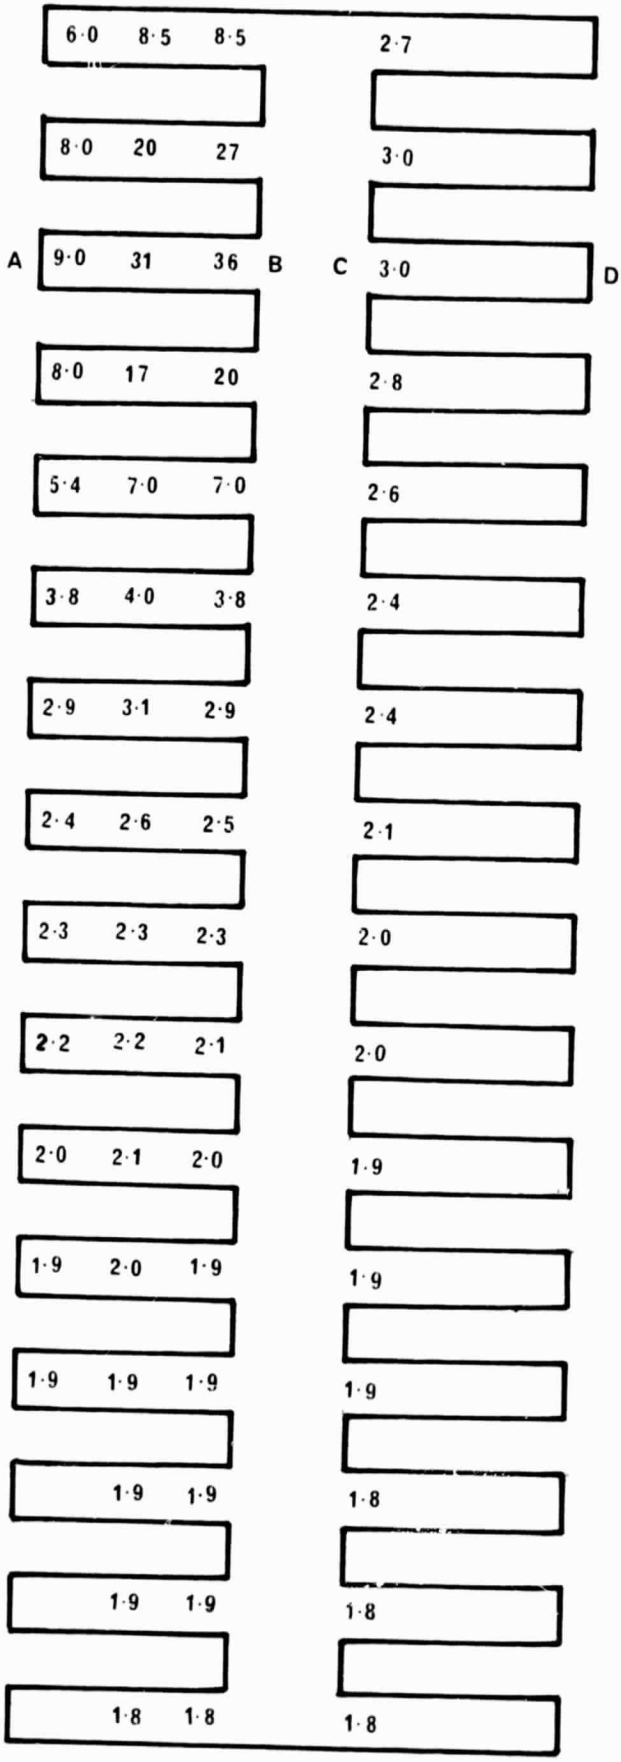 6·0 8·5 8·5 2·7
8·0 20 27 3·0
A 9·0 31 36 B C 3·0 D
8·0 17 20 2·8
5·4 7·0 7·0 2·6
3·8 4·0 3·8 2·4
2·9 3·1 2·9 2·4
2·4 2·6 2·5 2·1
2·3 2·3 2·3 2·0
2·2 2·2 2·1 2·0
2·0 2·1 2·0 1·9
1·9 2·0 1·9 1·9
1·9 1·9 1·9 1·9
1·9 1·9 1·8
1·9 1·9 1·8
1·8 1·8 1·8